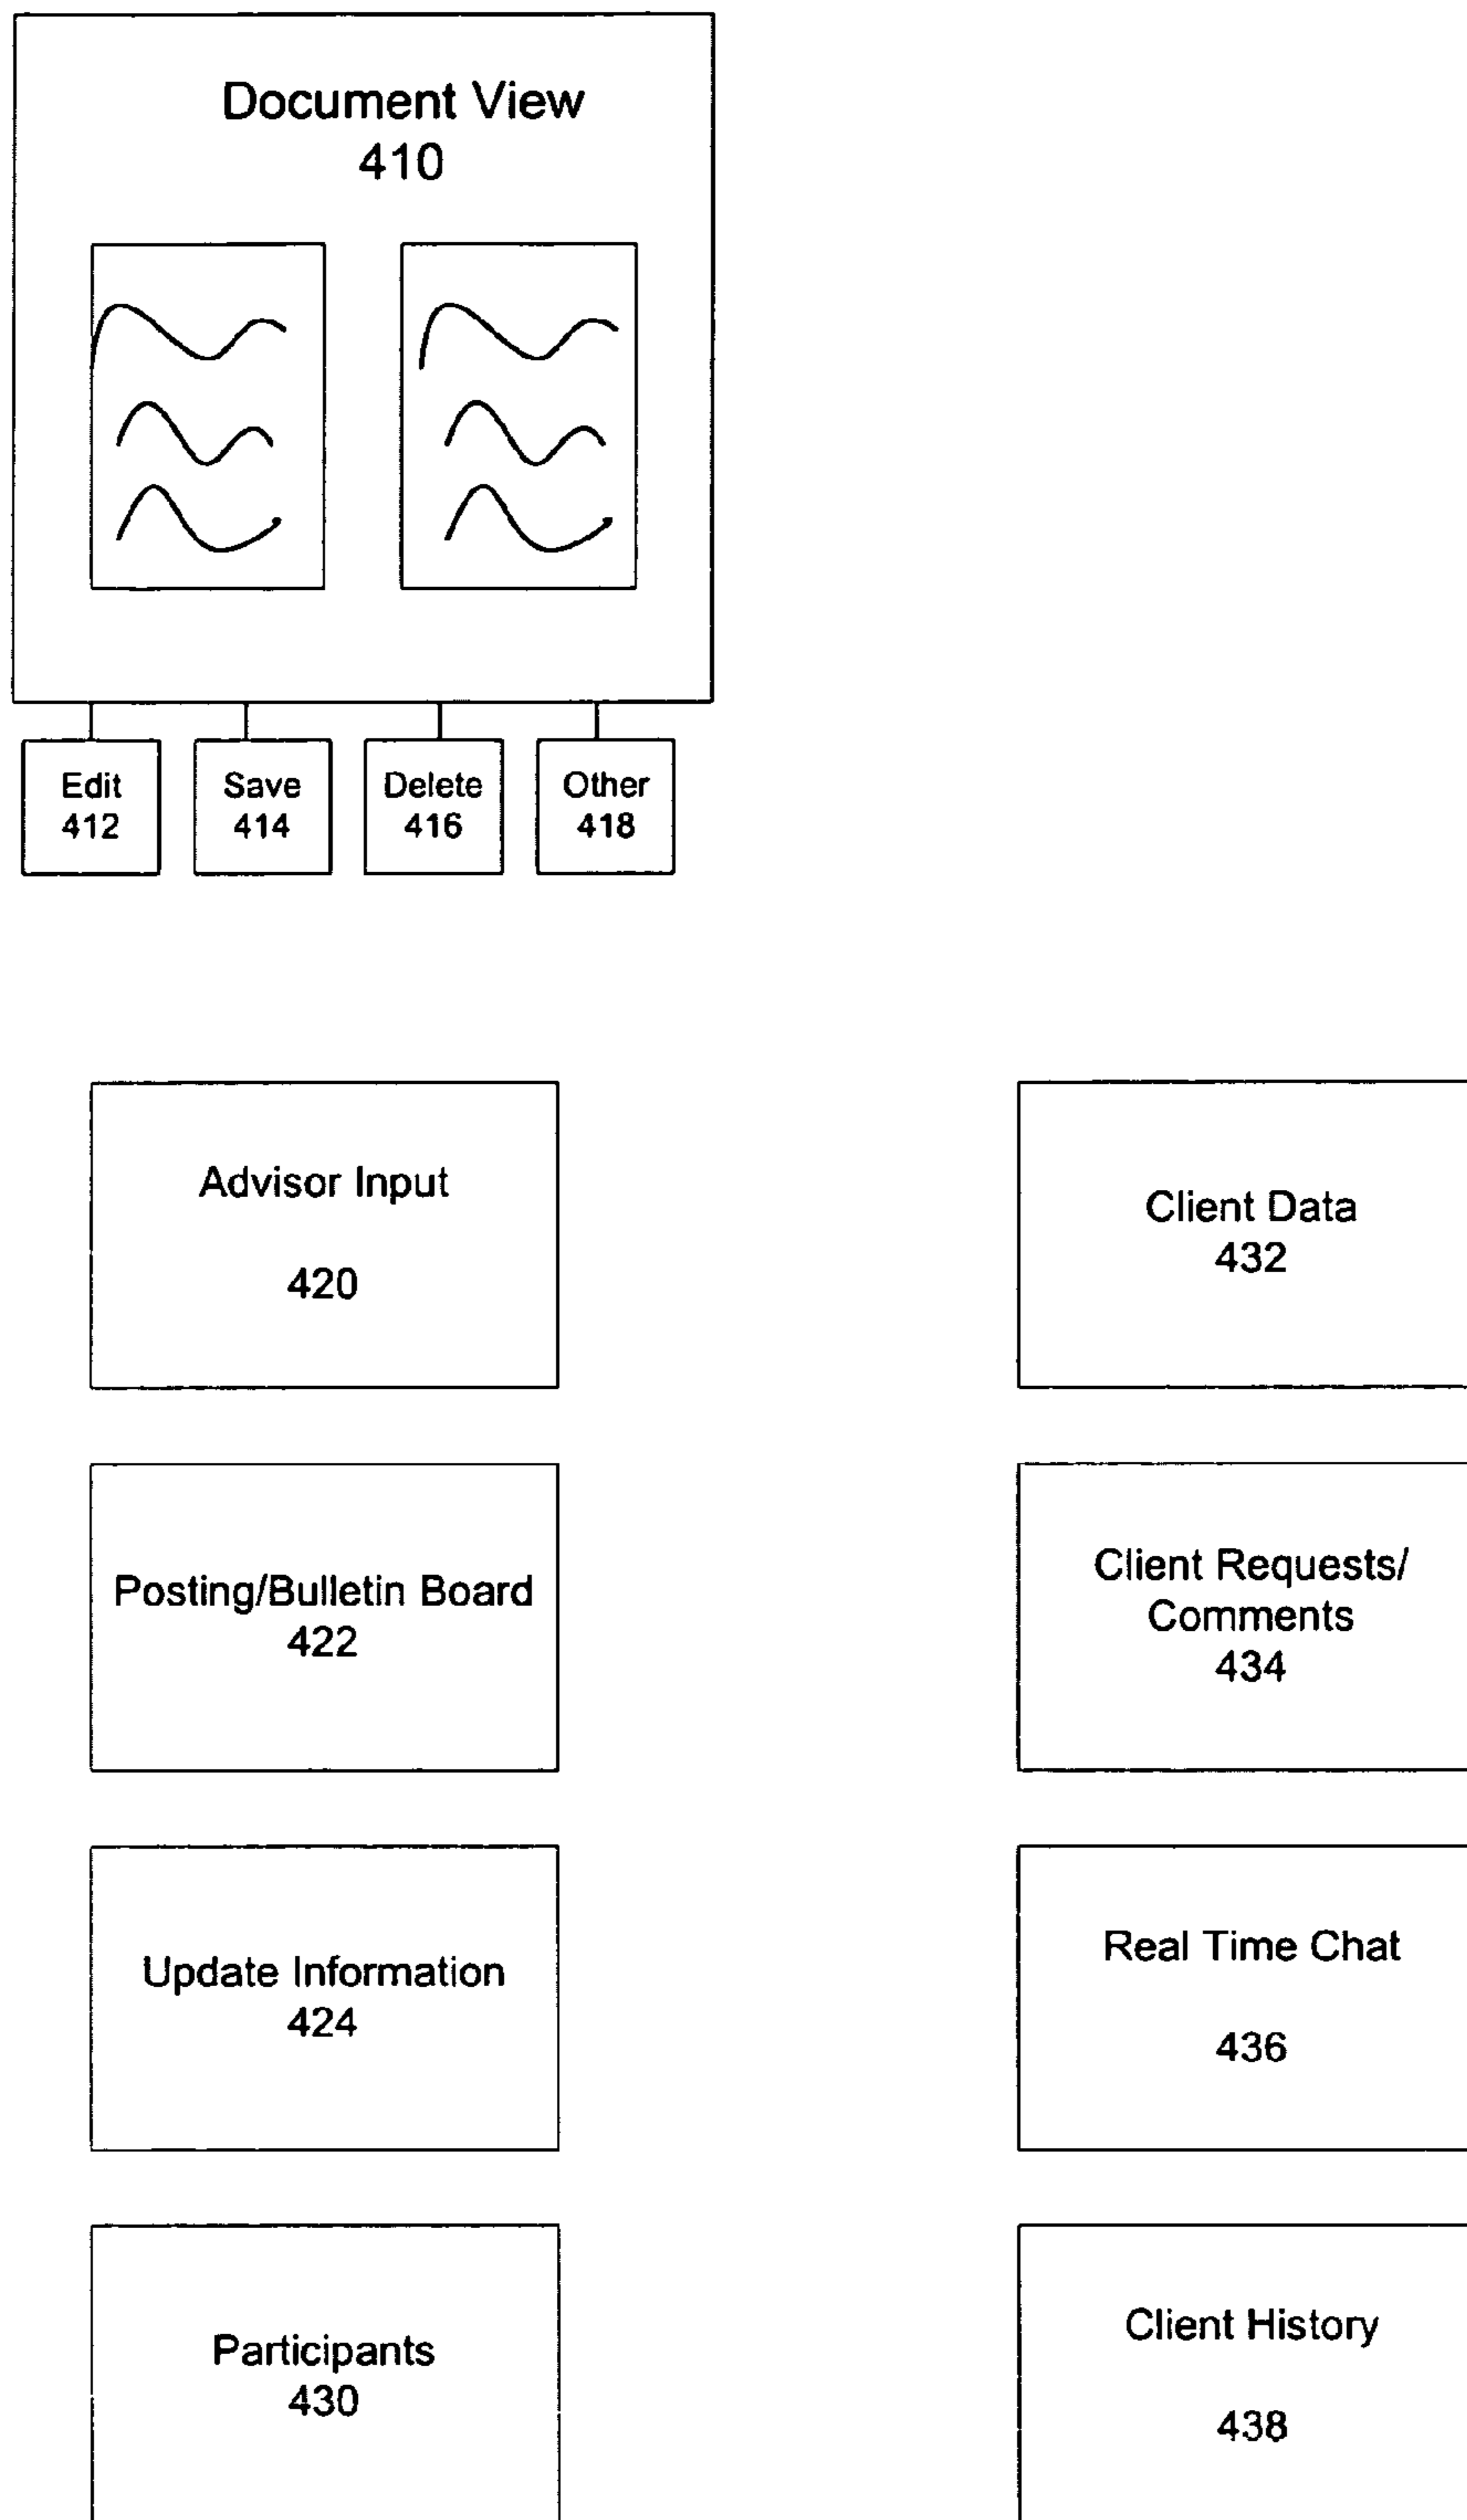 Document View
410
Edit
412
Save
414
Delete
416
Other
418
Advisor Input
420
Client Data
432
Posting/Bulletin Board
422
Client Requests/
Comments
434
Update Information
424
Real Time Chat
436
Participants
430
Client History
438